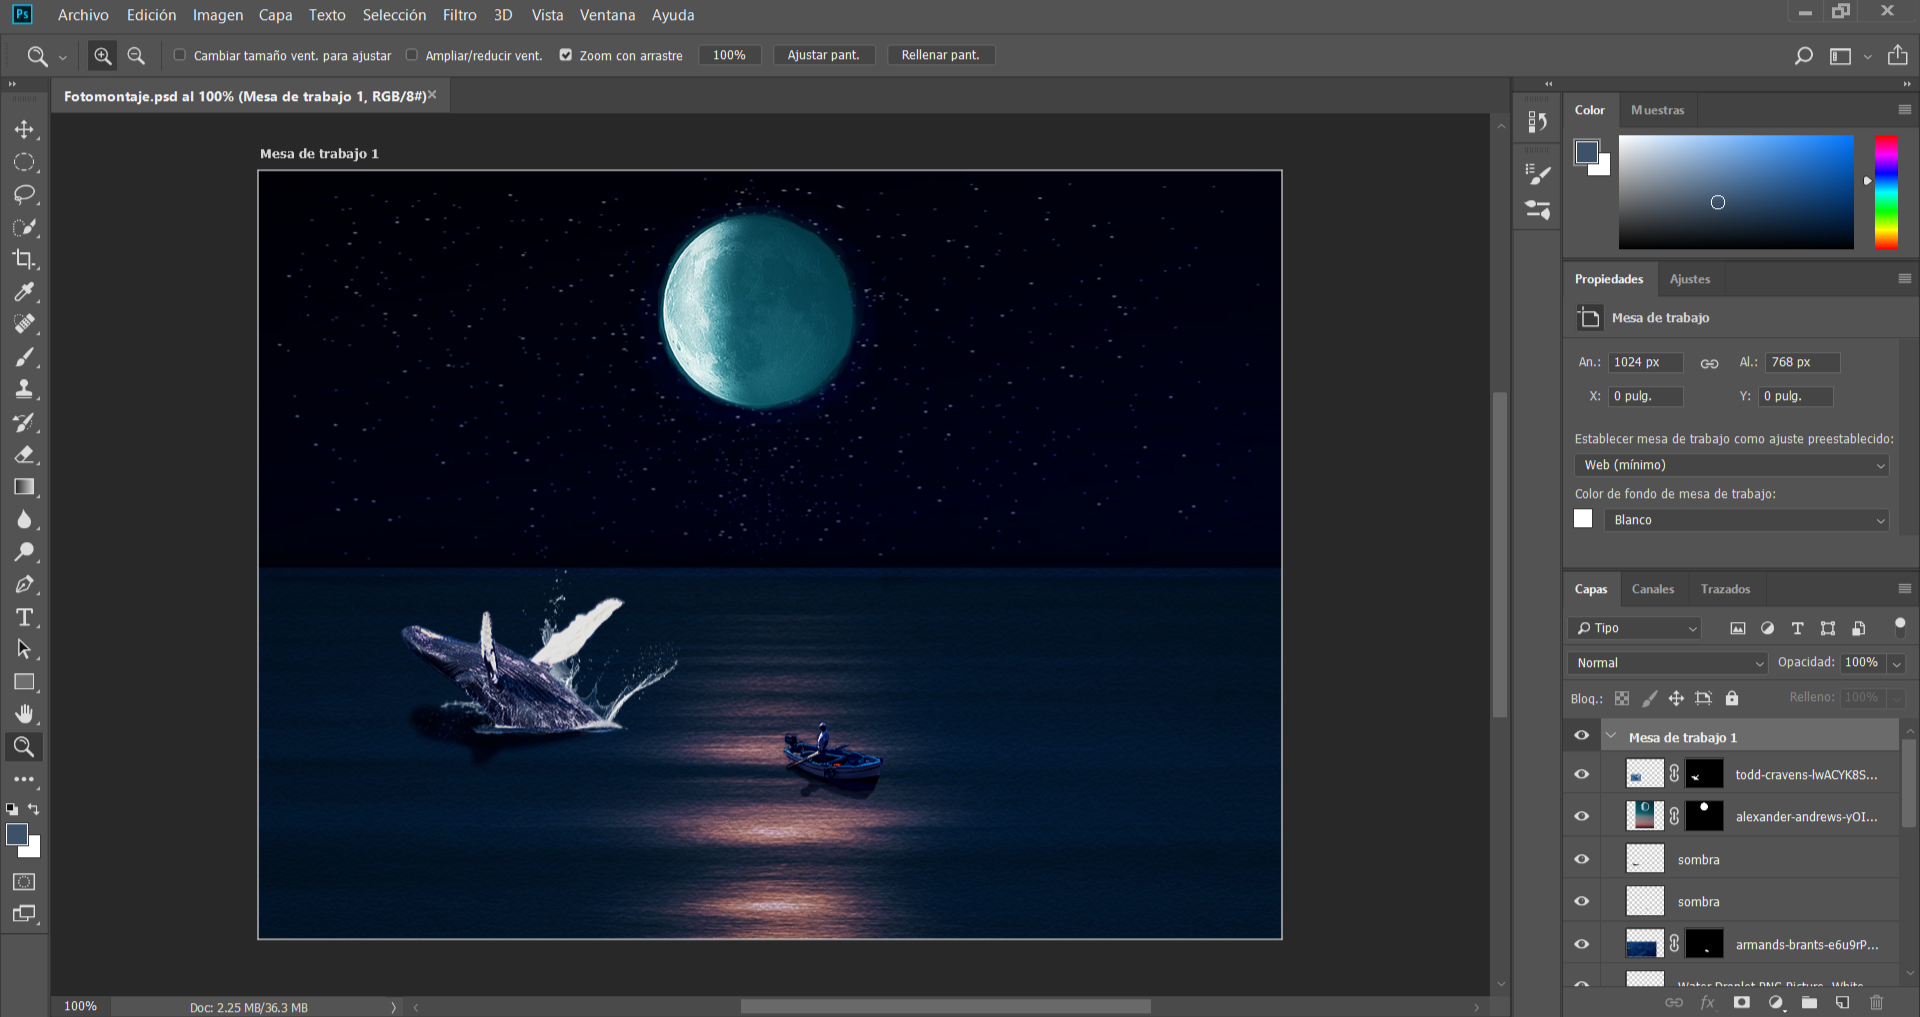 Ps
Archivo Edición Imagen Capa Texto Selección Filtro 3D Vista Ventana Ayuda
Cambiar tamaño vent. para ajustar Ampliar/reducir vent. Zoom con arrastre 100% Ajustar pant. Rellenar pant.
Fotomontaje.psd al 100% (Mesa de trabajo 1, RGB/8#)
Mesa de trabajo 1
Color Muestras
Propiedades Ajustes
Mesa de trabajo
An.: 1024 px Al.: 768 px
X: 0 pulg. Y: 0 pulg.
Establecer mesa de trabajo como ajuste preestablecido:
Web (mínimo)
Color de fondo de mesa de trabajo:
Blanco
Capas Canales Trazados
Tipo
Normal Opacidad: 100%
Bloq.: Relleno: 100%
Mesa de trabajo 1
todd-cravens-lwACYK8S...
alexander-andrews-yOI...
sombra
sombra
armands-brants-e6u9rP...
Water Droplet PNG Picture- White
100% Doc: 2.25 MB/36.3 MB